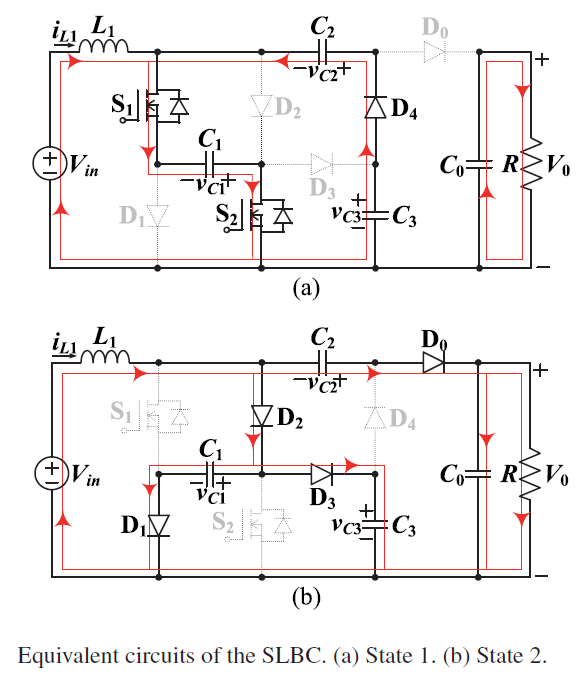 iL1 L1 C2 D0
−vC2+ +
S1 D2 D4
C1
+ − Vin −vC1+ D3 C0 R V0
D1 S2 + vC3 − C3
−
(a)
iL1 L1 C2 D0
−vC2+ +
S1 D2 D4
C1
+ − Vin −vC1+ D3 C0 R V0
D1 S2 + vC3 − C3
−
(b)
Equivalent circuits of the SLBC. (a) State 1. (b) State 2.